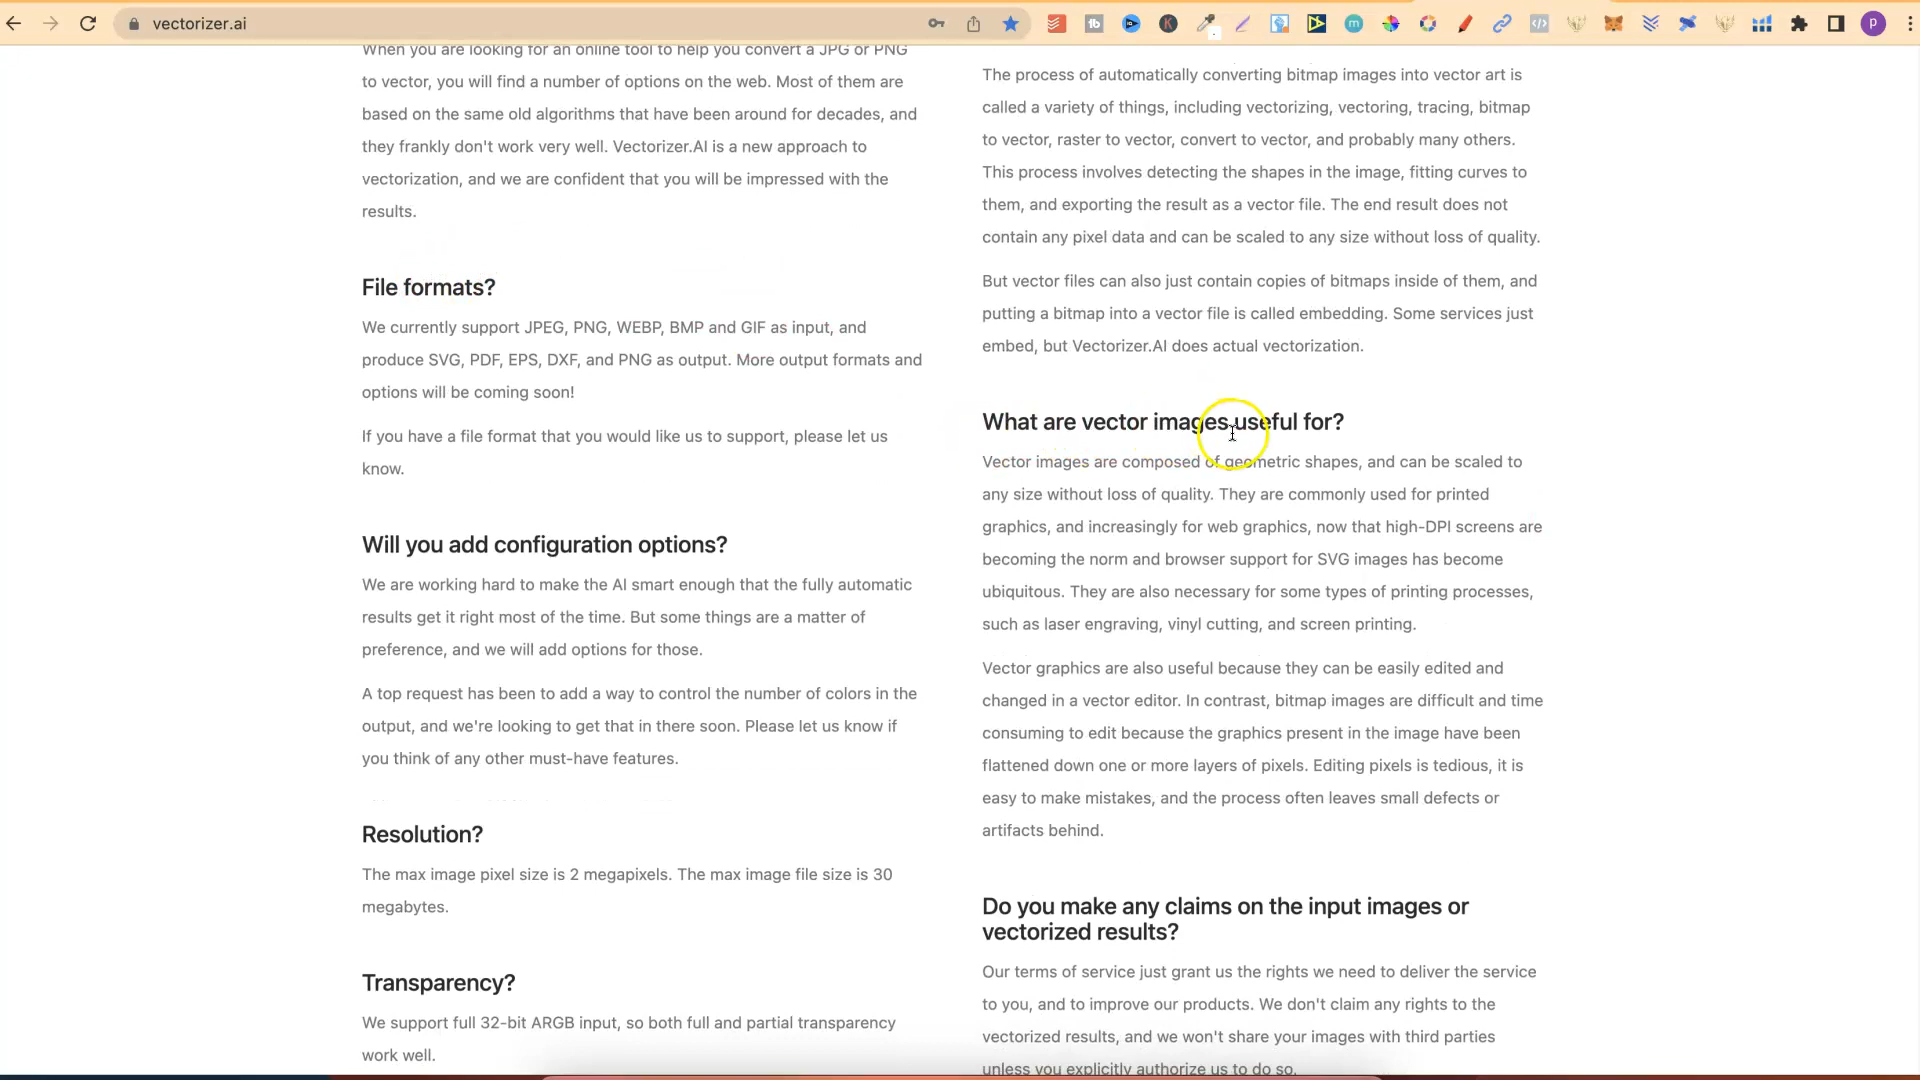 vectorizer.ai
When you are looking for an online tool to help you convert a JPG or PNG
to vector, you will find a number of options on the web. Most of them are
based on the same old algorithms that have been around for decades, and
they frankly don't work very well. Vectorizer.AI is a new approach to
vectorization, and we are confident that you will be impressed with the
results.
File formats?
We currently support JPEG, PNG, WEBP, BMP and GIF as input, and
produce SVG, PDF, EPS, DXF, and PNG as output. More output formats and
options will be coming soon!
If you have a file format that you would like us to support, please let us
know.
Will you add configuration options?
We are working hard to make the AI smart enough that the fully automatic
results get it right most of the time. But some things are a matter of
preference, and we will add options for those.
A top request has been to add a way to control the number of colors in the
output, and we're looking to get that in there soon. Please let us know if
you think of any other must-have features.
Resolution?
The max image pixel size is 2 megapixels. The max image file size is 30
megabytes.
Transparency?
We support full 32-bit ARGB input, so both full and partial transparency
work well.
The process of automatically converting bitmap images into vector art is
called a variety of things, including vectorizing, vectoring, tracing, bitmap
to vector, raster to vector, convert to vector, and probably many others.
This process involves detecting the shapes in the image, fitting curves to
them, and exporting the result as a vector file. The end result does not
contain any pixel data and can be scaled to any size without loss of quality.
But vector files can also just contain copies of bitmaps inside of them, and
putting a bitmap into a vector file is called embedding. Some services just
embed, but Vectorizer.AI does actual vectorization.
What are vector images useful for?
Vector images are composed of geometric shapes, and can be scaled to
any size without loss of quality. They are commonly used for printed
graphics, and increasingly for web graphics, now that high-DPI screens are
becoming the norm and browser support for SVG images has become
ubiquitous. They are also necessary for some types of printing processes,
such as laser engraving, vinyl cutting, and screen printing.
Vector graphics are also useful because they can be easily edited and
changed in a vector editor. In contrast, bitmap images are difficult and time
consuming to edit because the graphics present in the image have been
flattened down one or more layers of pixels. Editing pixels is tedious, it is
easy to make mistakes, and the process often leaves small defects or
artifacts behind.
Do you make any claims on the input images or
vectorized results?
Our terms of service just grant us the rights we need to deliver the service
to you, and to improve our products. We don't claim any rights to the
vectorized results, and we won't share your images with third parties
unless you explicitly authorize us to do so.